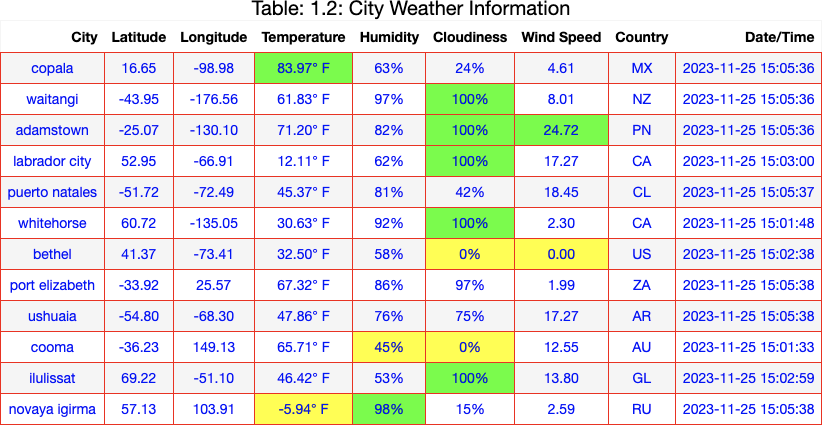 Table: 1.2: City Weather Information
City Latitude Longitude Temperature Humidity Cloudiness Wind Speed Country Date/Time
copala 16.65 -98.98 83.97° F 63% 24% 4.61 MX 2023-11-25 15:05:36
waitangi -43.95 -176.56 61.83° F 97% 100% 8.01 NZ 2023-11-25 15:05:36
adamstown -25.07 -130.10 71.20° F 82% 100% 24.72 PN 2023-11-25 15:05:36
labrador city 52.95 -66.91 12.11° F 62% 100% 17.27 CA 2023-11-25 15:03:00
puerto natales -51.72 -72.49 45.37° F 81% 42% 18.45 CL 2023-11-25 15:05:37
whitehorse 60.72 -135.05 30.63° F 92% 100% 2.30 CA 2023-11-25 15:01:48
bethel 41.37 -73.41 32.50° F 58% 0% 0.00 US 2023-11-25 15:02:38
port elizabeth -33.92 25.57 67.32° F 86% 97% 1.99 ZA 2023-11-25 15:05:38
ushuaia -54.80 -68.30 47.86° F 76% 75% 17.27 AR 2023-11-25 15:05:38
cooma -36.23 149.13 65.71° F 45% 0% 12.55 AU 2023-11-25 15:01:33
ilulissat 69.22 -51.10 46.42° F 53% 100% 13.80 GL 2023-11-25 15:02:59
novaya igirma 57.13 103.91 -5.94° F 98% 15% 2.59 RU 2023-11-25 15:05:38